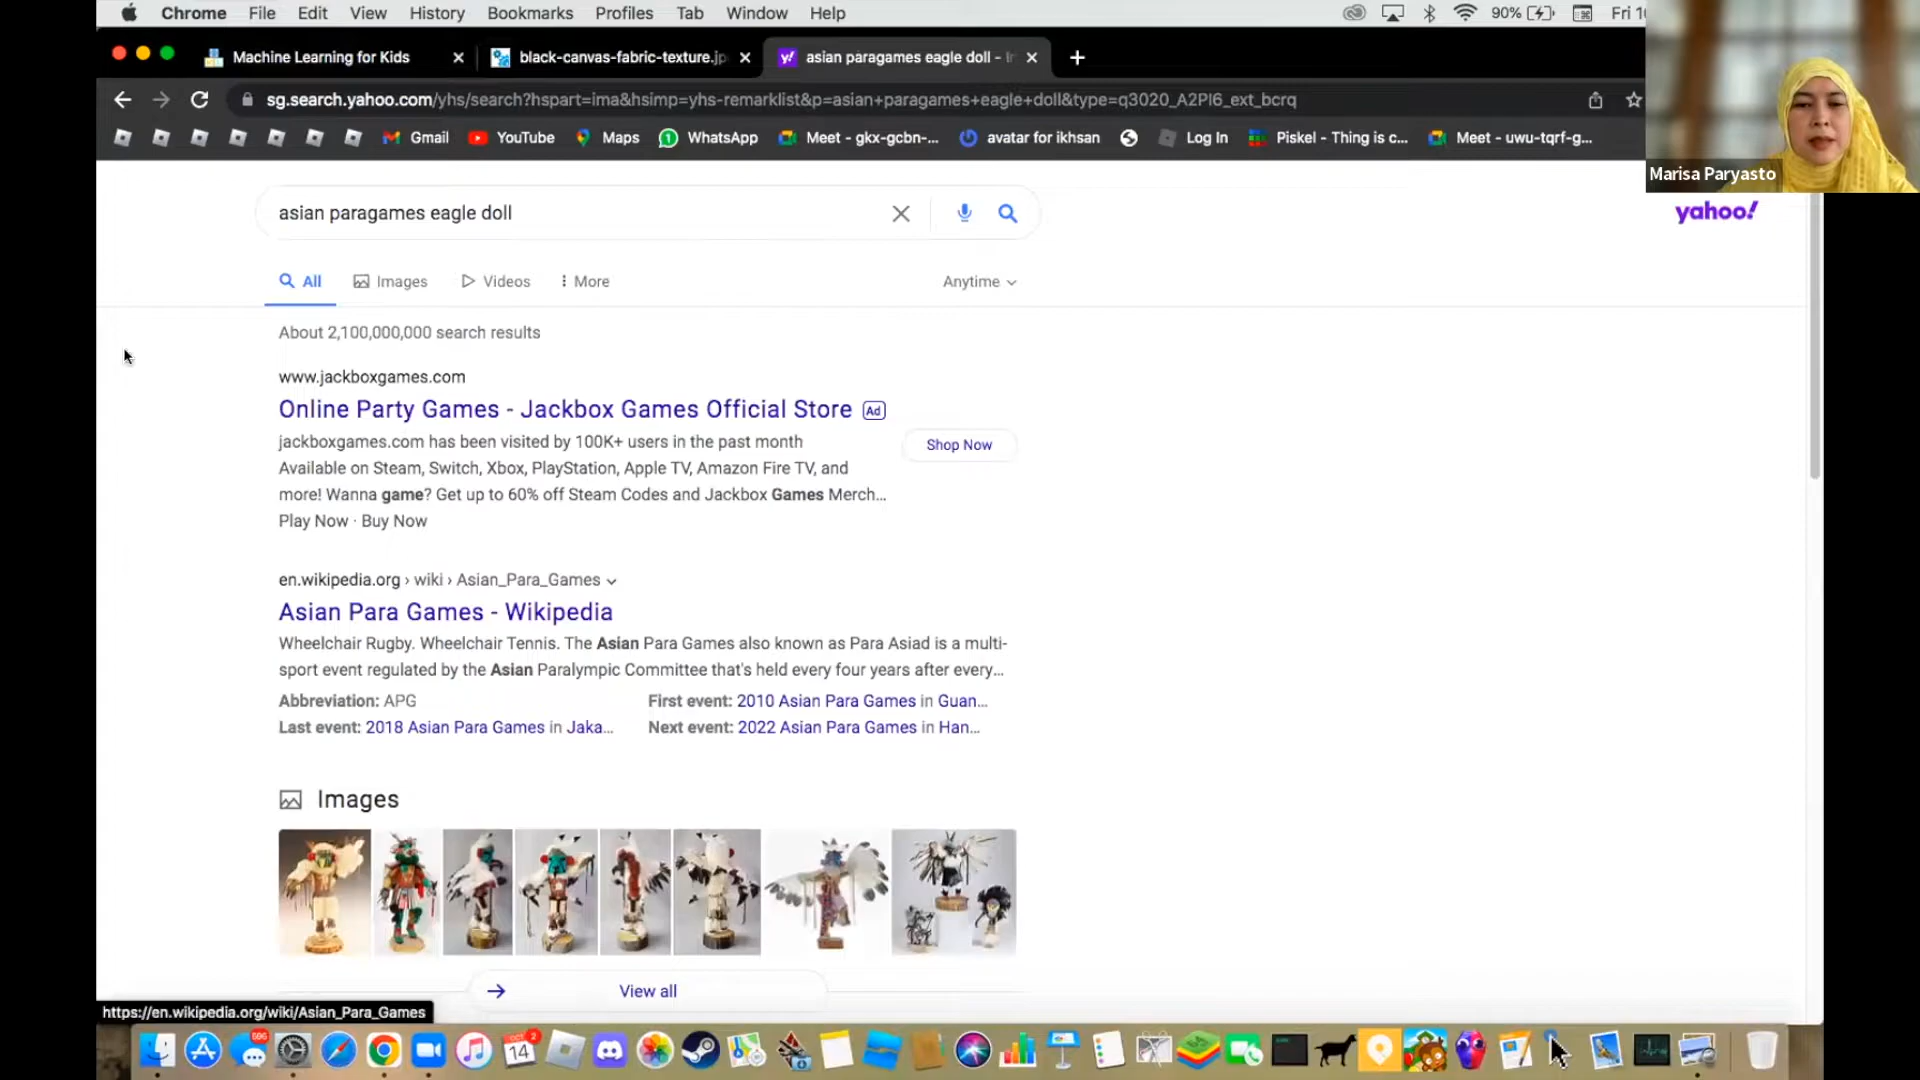 Chrome File Edit View History Bookmarks Profiles Tab Window Help 90% Fri
Machine Learning for Kids black-canvas-fabric-texture.jp asian paragames eagle doll -
sg.search.yahoo.com/yhs/search?hspart=ima&hsimp=yhs-remarklist&p=asian+paragames+eagle+doll&type=q3020_A2PI6_ext_bcrq
Gmail YouTube Maps WhatsApp Meet - gkx-gcbn-... avatar for ikhsan Log In Piskel - Thing is c... Meet - uwu-tqrf-g...
Marisa Paryasto
asian paragames eagle doll
yahoo!
All Images Videos More Anytime
About 2,100,000,000 search results
www.jackboxgames.com
Online Party Games - Jackbox Games Official Store Ad
jackboxgames.com has been visited by 100K+ users in the past month
Available on Steam, Switch, Xbox, PlayStation, Apple TV, Amazon Fire TV, and
more! Wanna game? Get up to 60% off Steam Codes and Jackbox Games Merch...
Play Now · Buy Now
Shop Now
en.wikipedia.org › wiki › Asian_Para_Games
Asian Para Games - Wikipedia
Wheelchair Rugby. Wheelchair Tennis. The Asian Para Games also known as Para Asiad is a multi-
sport event regulated by the Asian Paralympic Committee that's held every four years after every...
Abbreviation: APG First event: 2010 Asian Para Games in Guan...
Last event: 2018 Asian Para Games in Jaka... Next event: 2022 Asian Para Games in Han...
Images
View all
https://en.wikipedia.org/wiki/Asian_Para_Games
14
2
64